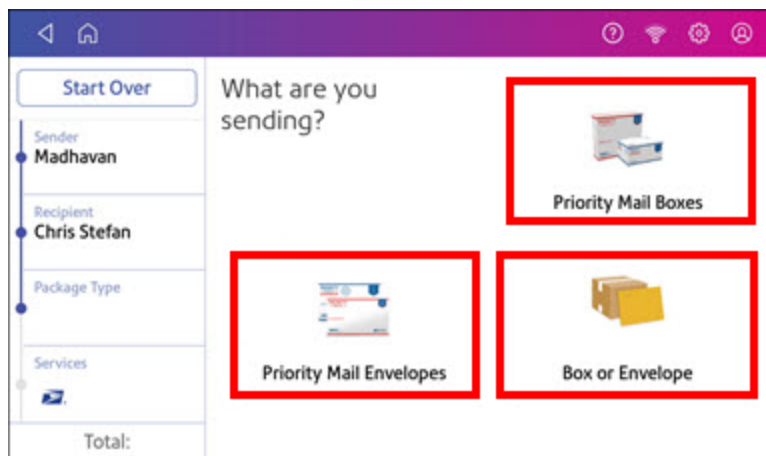 Start Over
Sender
Madhavan
Recipient
Chris Stefan
Package Type
Services
Total:
What are you
sending?
Priority Mail Boxes
Priority Mail Envelopes
Box or Envelope